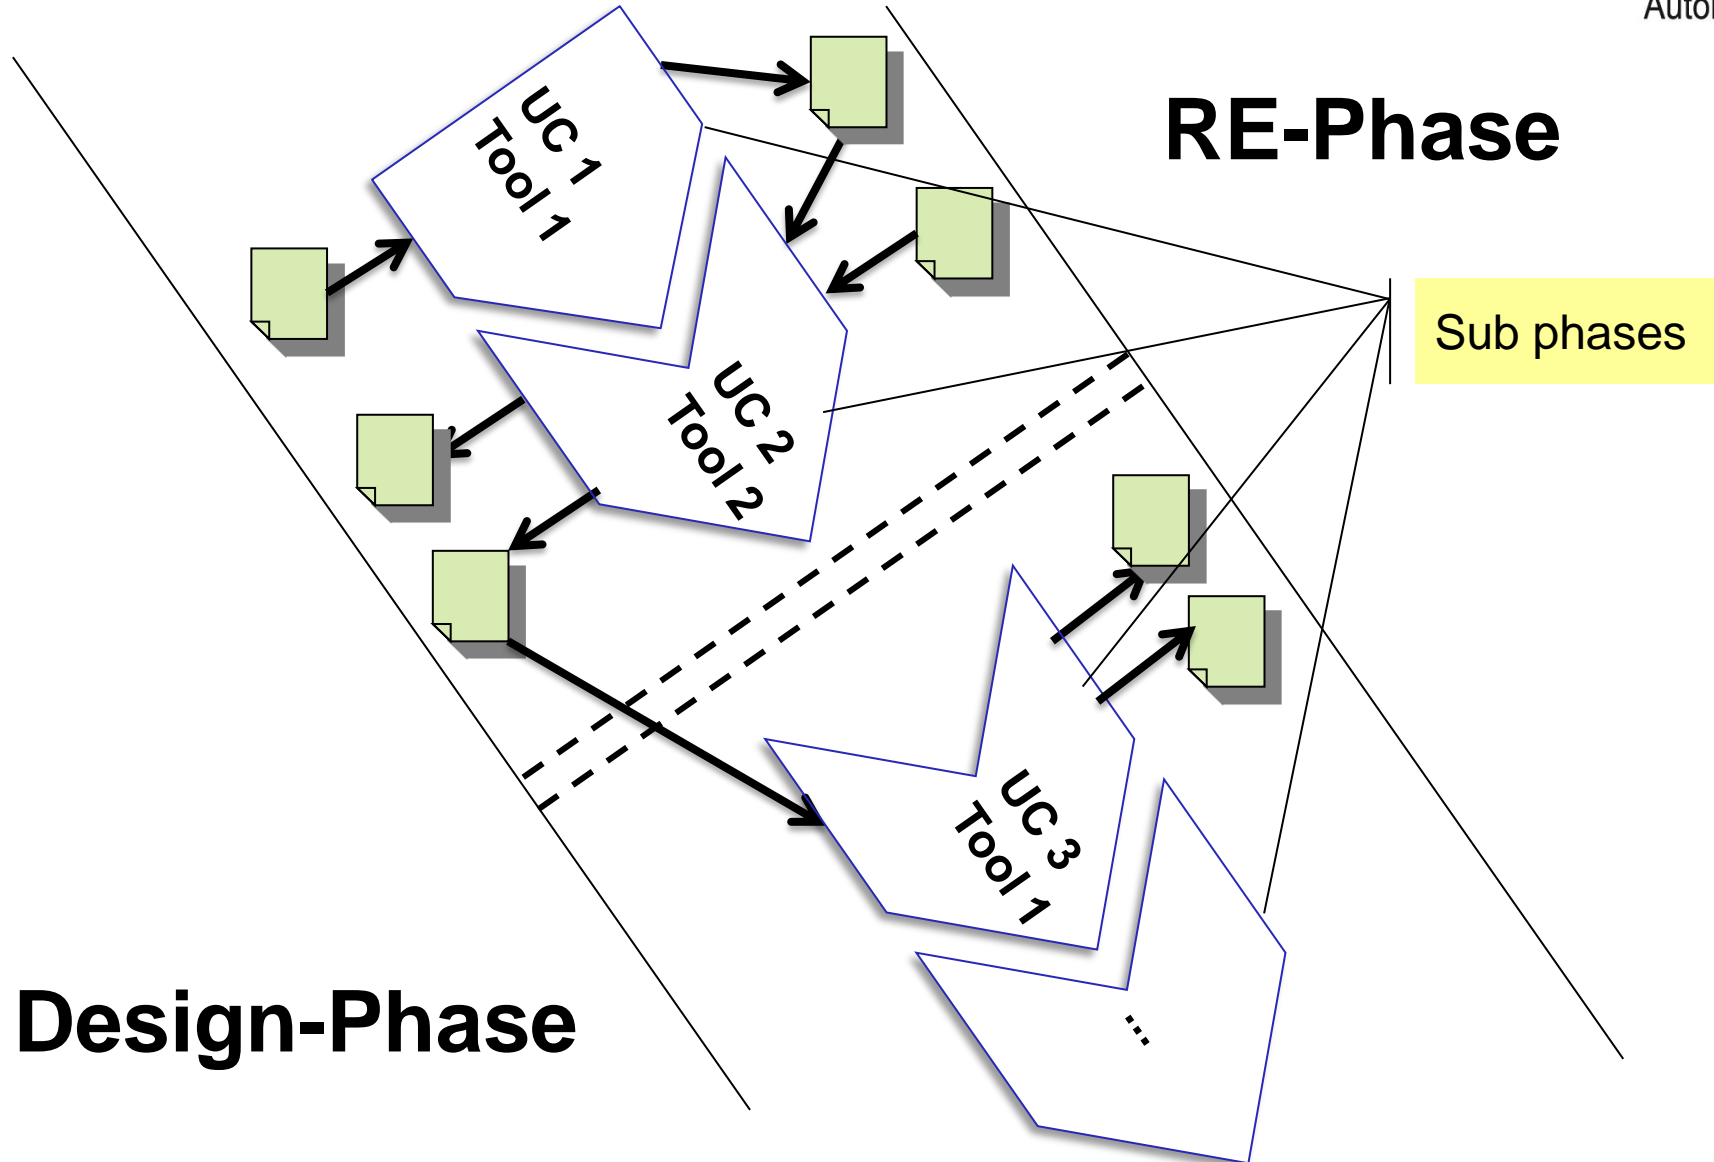 RE-Phase
UC 1
Tool 1
Sub phases
UC 2
Tool 2
UC 3
Tool 1
...
Design-Phase